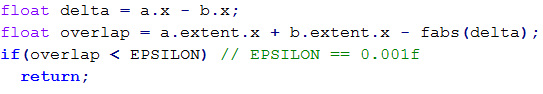 float delta = a.x - b.x;
float overlap = a.extent.x + b.extent.x - fabs(delta);
if(overlap < EPSILON) // EPSILON == 0.001f
  return;